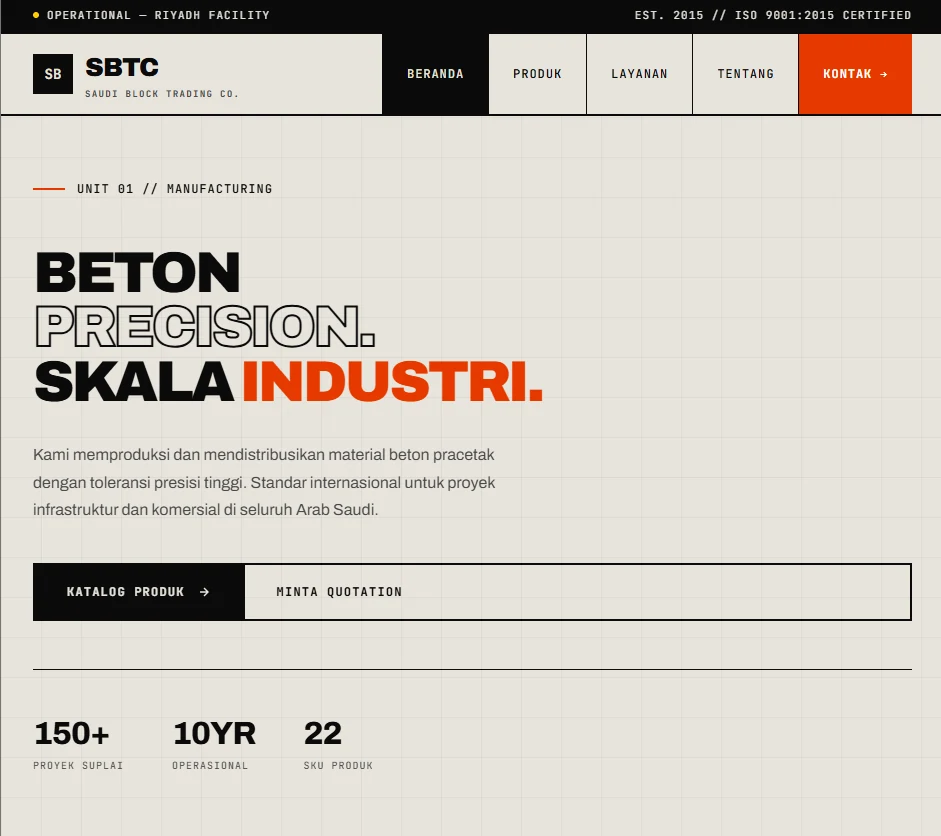 OPERATIONAL — RIYADH FACILITY
EST. 2015 // ISO 9001:2015 CERTIFIED
SB
SBTC
SAUDI BLOCK TRADING CO.
BERANDA
PRODUK
LAYANAN
TENTANG
KONTAK →
UNIT 01 // MANUFACTURING
BETON
PRECISION.
SKALA INDUSTRI.
Kami memproduksi dan mendistribusikan material beton pracetak
dengan toleransi presisi tinggi. Standar internasional untuk proyek
infrastruktur dan komersial di seluruh Arab Saudi.
KATALOG PRODUK →
MINTA QUOTATION
150+
10YR
22
PROYEK SUPLAI
OPERASIONAL
SKU PRODUK